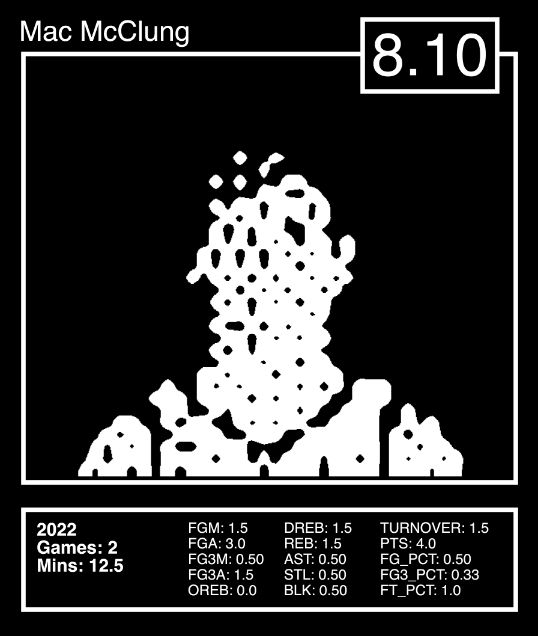 Mac McClung
8.10
2022
Games: 2
Mins: 12.5
FGM: 1.5
FGA: 3.0
FG3M: 0.50
FG3A: 1.5
OREB: 0.0
DREB: 1.5
REB: 1.5
AST: 0.50
STL: 0.50
BLK: 0.50
TURNOVER: 1.5
PTS: 4.0
FG_PCT: 0.50
FG3_PCT: 0.33
FT_PCT: 1.0